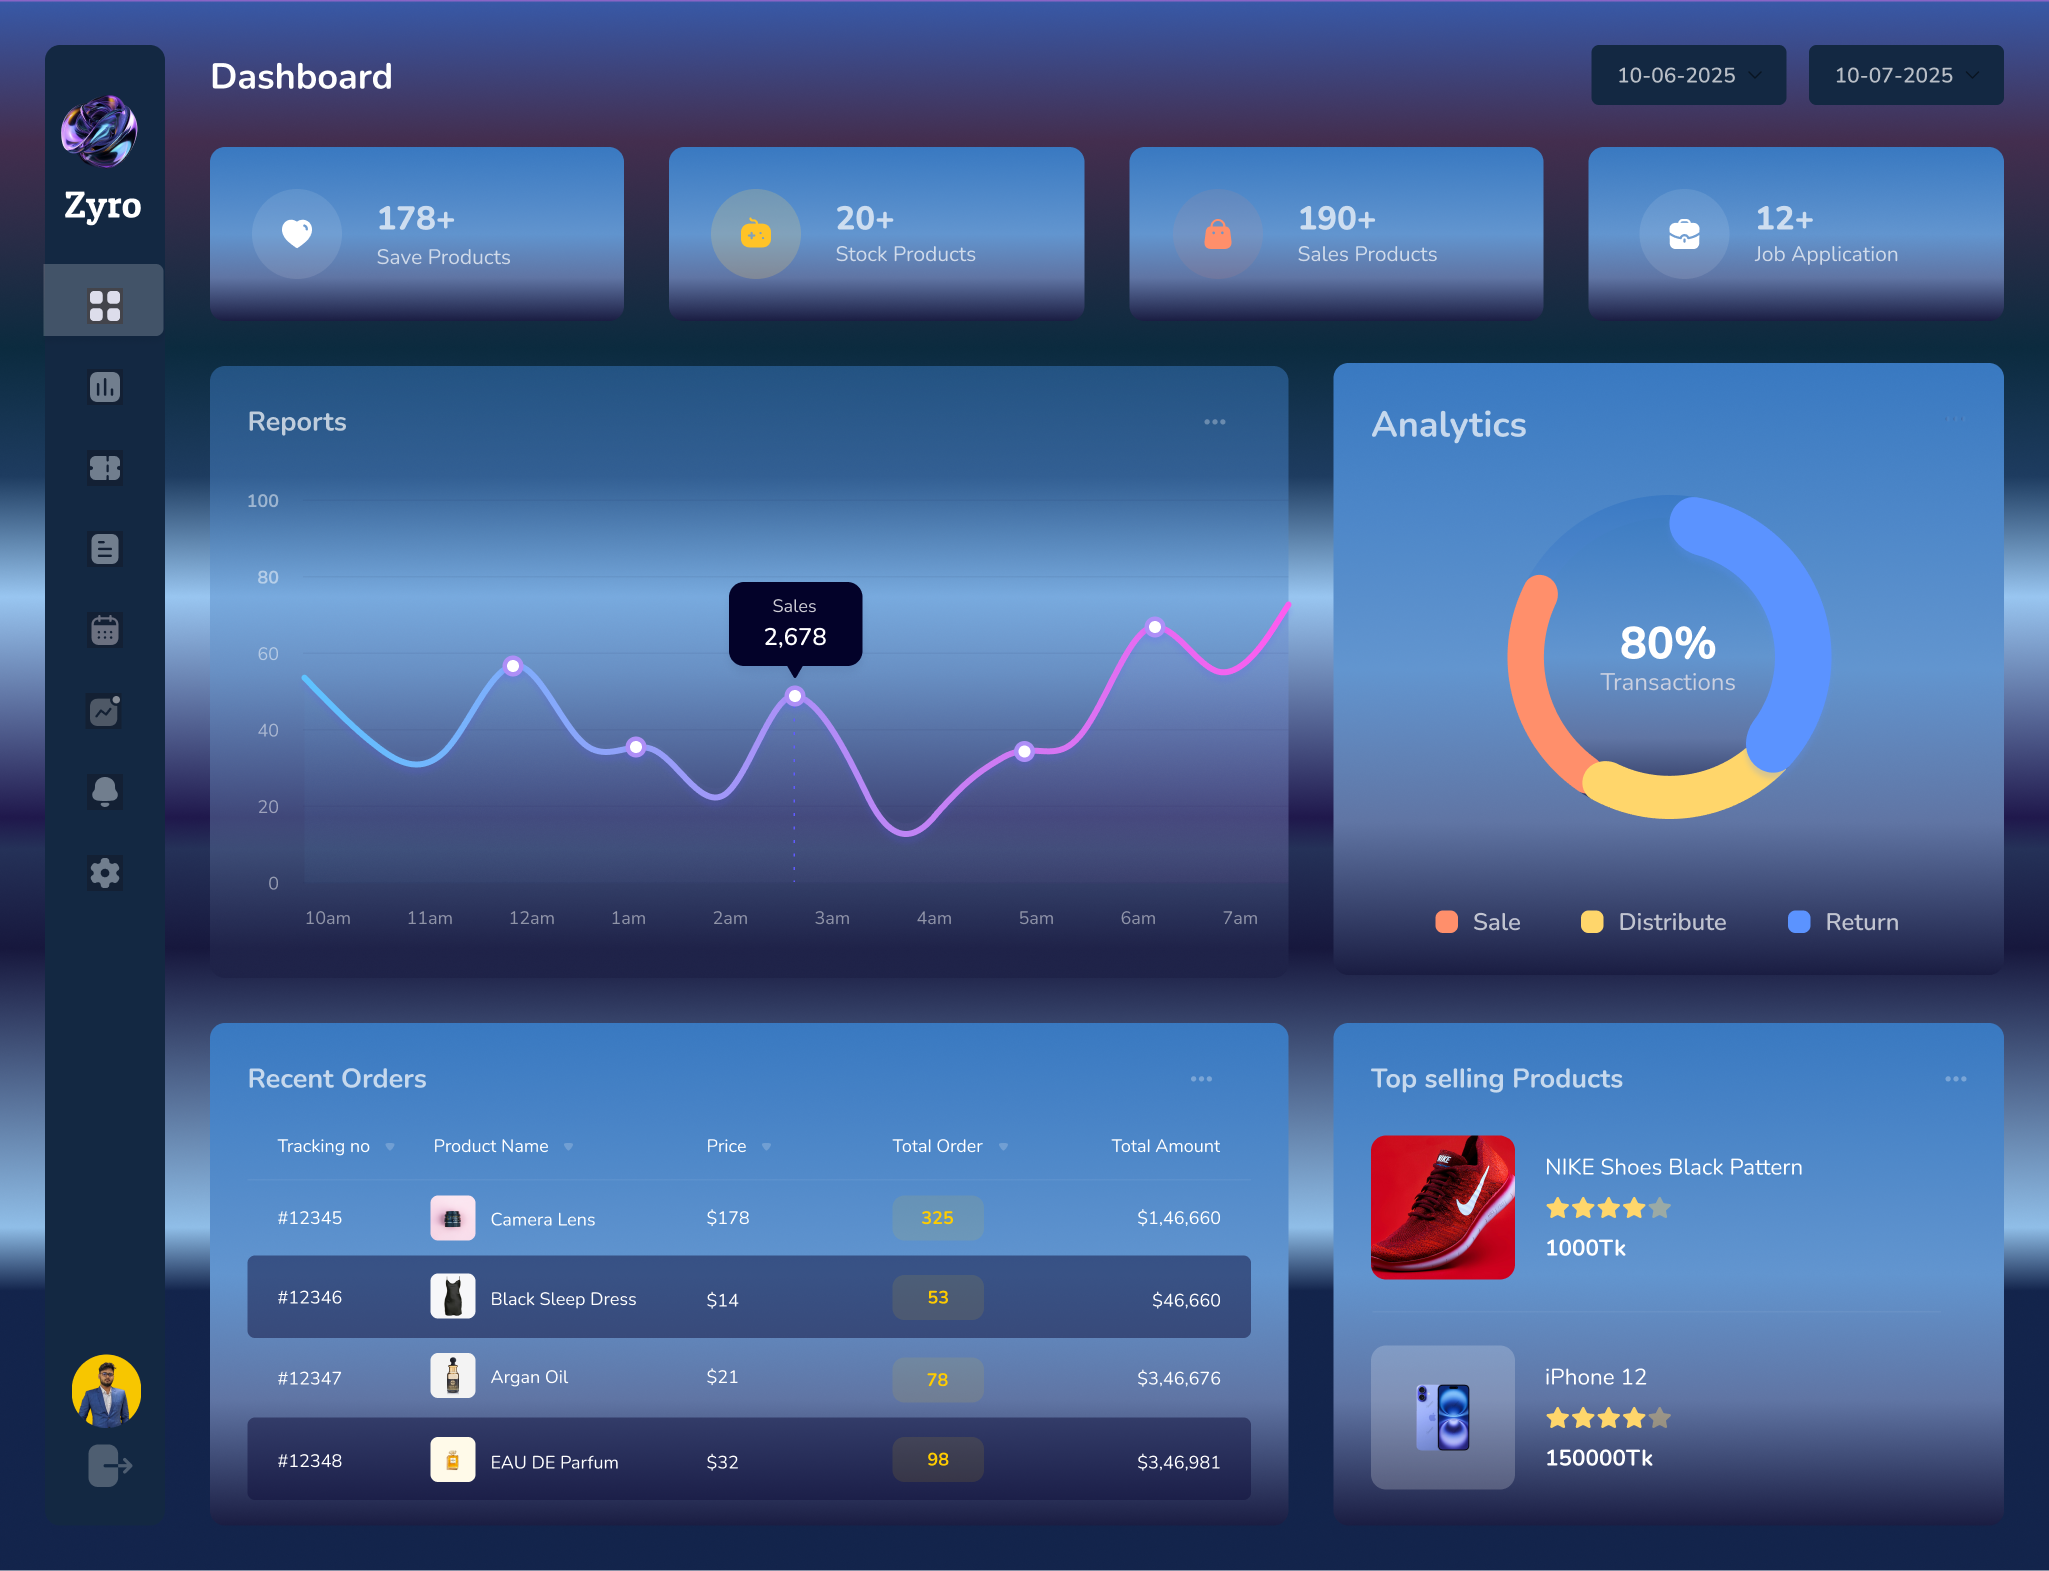 Dashboard
10-06-2025
10-07-2025
Zyro
178+
Save Products
20+
Stock Products
190+
Sales Products
12+
Job Application
Reports
100
80
60
40
20
0
Sales
2,678
10am 11am 12am 1am 2am 3am 4am 5am 6am 7am
Analytics
80%
Transactions
Sale Distribute Return
Recent Orders
Tracking no Product Name Price Total Order Total Amount
#12345 Camera Lens $178 325 $1,46,660
#12346 Black Sleep Dress $14 53 $46,660
#12347 Argan Oil $21 78 $3,46,676
#12348 EAU DE Parfum $32 98 $3,46,981
Top selling Products
NIKE
NIKE Shoes Black Pattern
1000Tk
iPhone 12
150000Tk